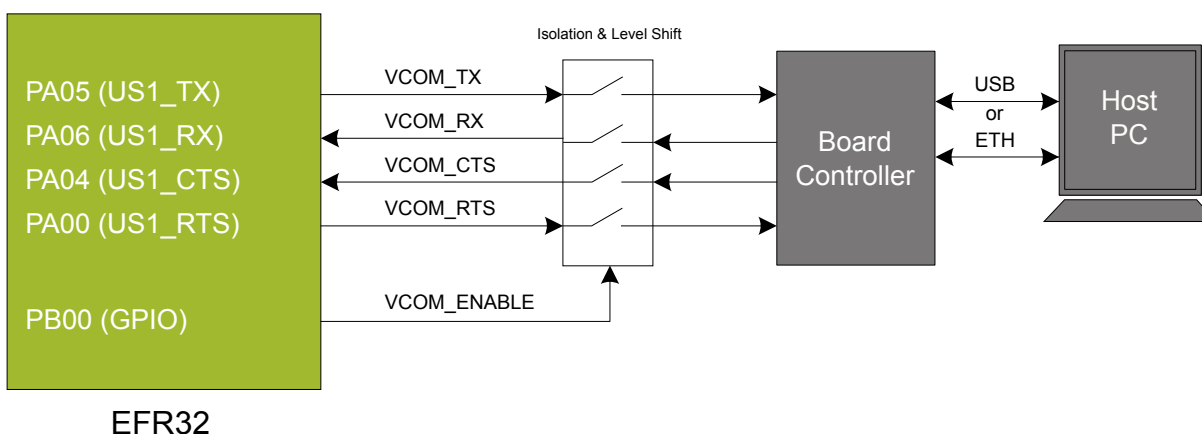 Isolation & Level Shift
PA05 (US1_TX)
VCOM_TX
PA06 (US1_RX)
VCOM_RX
PA04 (US1_CTS)
VCOM_CTS
PA00 (US1_RTS)
VCOM_RTS
PB00 (GPIO)
VCOM_ENABLE
Board
Controller
USB
or
ETH
Host
PC
EFR32